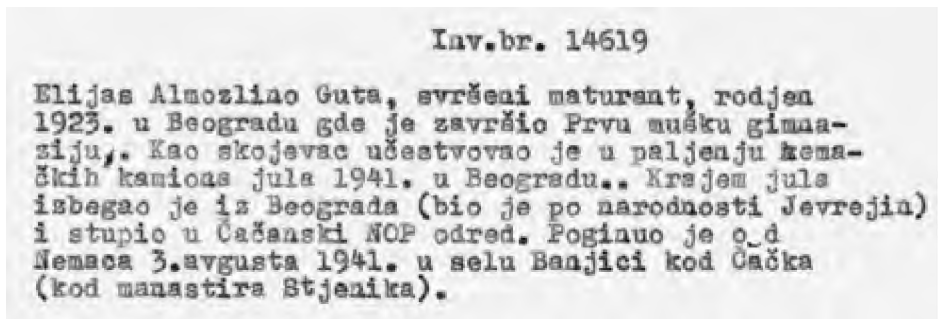 Inv.br. 14619
Elijas Almozlino Guta, svršeni maturant, rodjen
1923. u Beogradu gde je završio Prvu mušku gimna-
ziju,. Kao skojevac učestvovao je u paljenju nema-
čkih kamiona jula 1941. u Beogradu.. Krajem jula
izbegao je iz Beograda (bio je po narodnosti Jevrejin)
i stupio u Čačanski NOP odred. Poginuo je o_d
Nemaca 3.avgusta 1941. u selu Banjici kod Čačka
(kod manastira Stjenika).